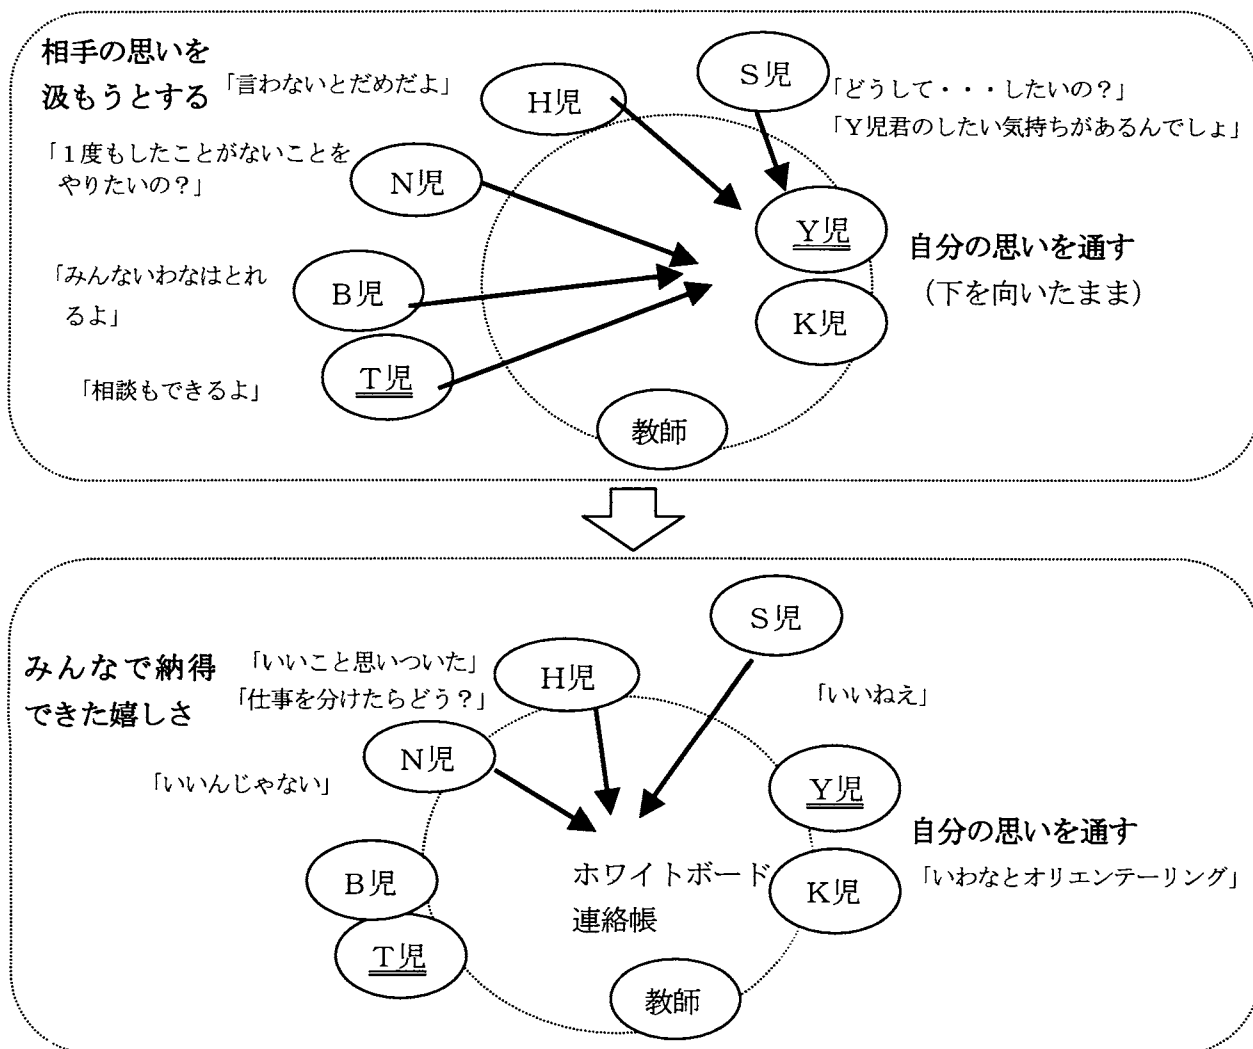 相手の思いを
汲もうとする
「言わないとだめだよ」
H児
S児
「どうして・・・したいの？」
「Y児君のしたい気持ちがあるんでしょ」
「１度もしたことがないことを
やりたいの？」
N児
Y児
自分の思いを通す
（下を向いたまま）
「みんないわなはとれ
るよ」
B児
K児
T児
「相談もできるよ」
教師
S児
みんなで納得
できた嬉しさ
「いいこと思いついた」
「仕事を分けたらどう？」
H児
「いいねえ」
N児
「いいんじゃない」
Y児
自分の思いを通す
「いわなとオリエンテーリング」
B児
ホワイトボード
連絡帳
K児
T児
教師